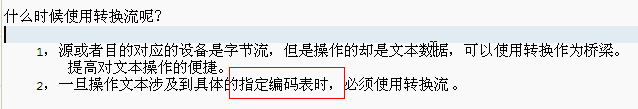 什么时候使用转换流呢?
1,源或者目的对应的设备是字节流,但是操作的却是文本数据,可以使用转换作为桥梁。
提高对文本操作的便捷。
2,一旦操作文本涉及到具体的指定编码表时,必须使用转换流。